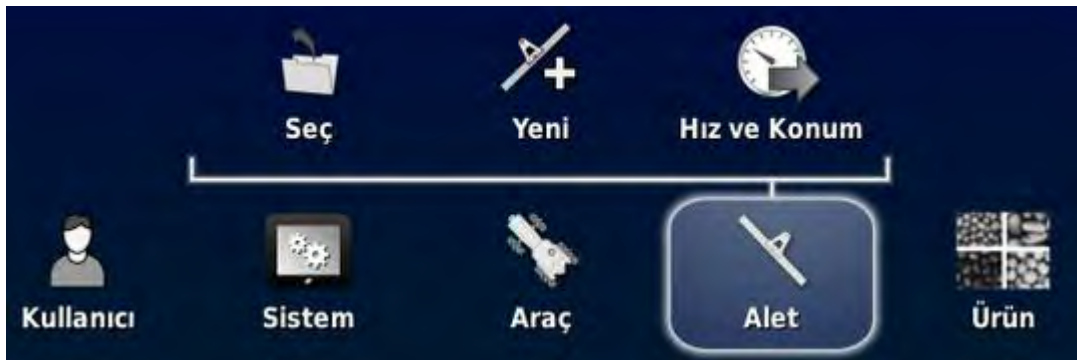 Seç
Yeni
Hız ve Konum
Kullanıcı
Sistem
Araç
Alet
Ürün